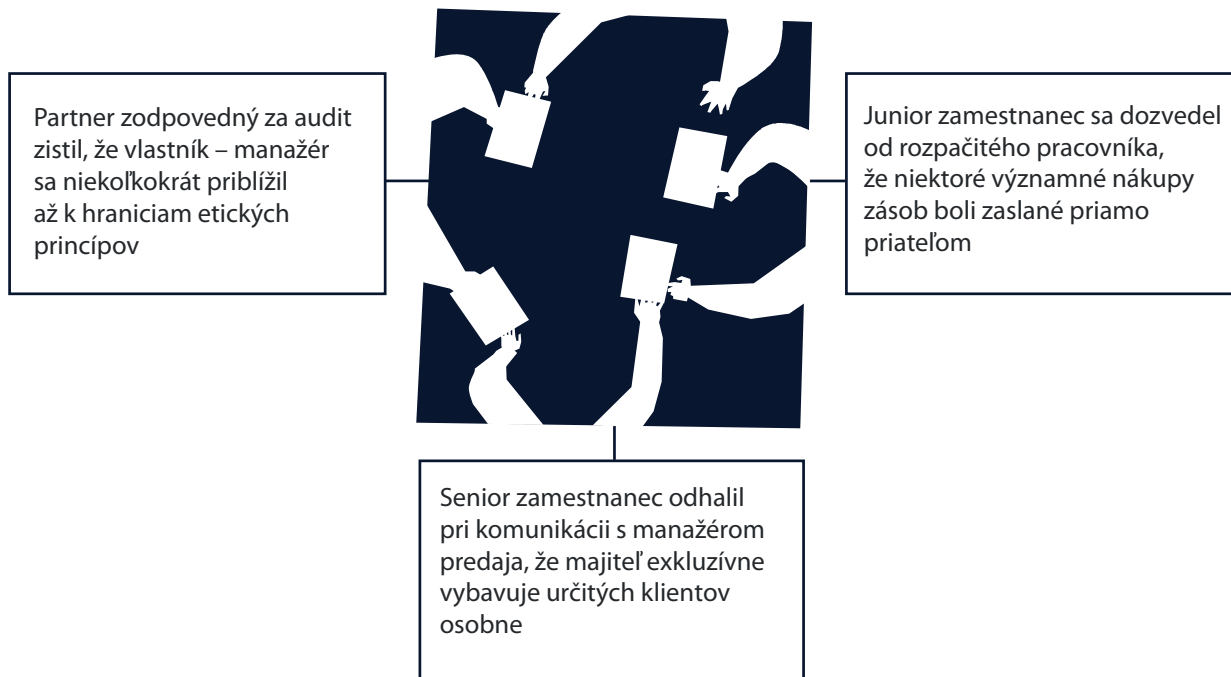 Partner zodpovedný za audit
zistil, že vlastník – manažér
sa niekoľkokrát priblížil
až k hraniciam etických
princípov
Junior zamestnanec sa dozvedel
od rozpačitého pracovníka,
že niektoré významné nákupy
zásob boli zaslané priamo
priateľom
Senior zamestnanec odhalil
pri komunikácii s manažérom
predaja, že majiteľ exkluzívne
vybavuje určitých klientov
osobne